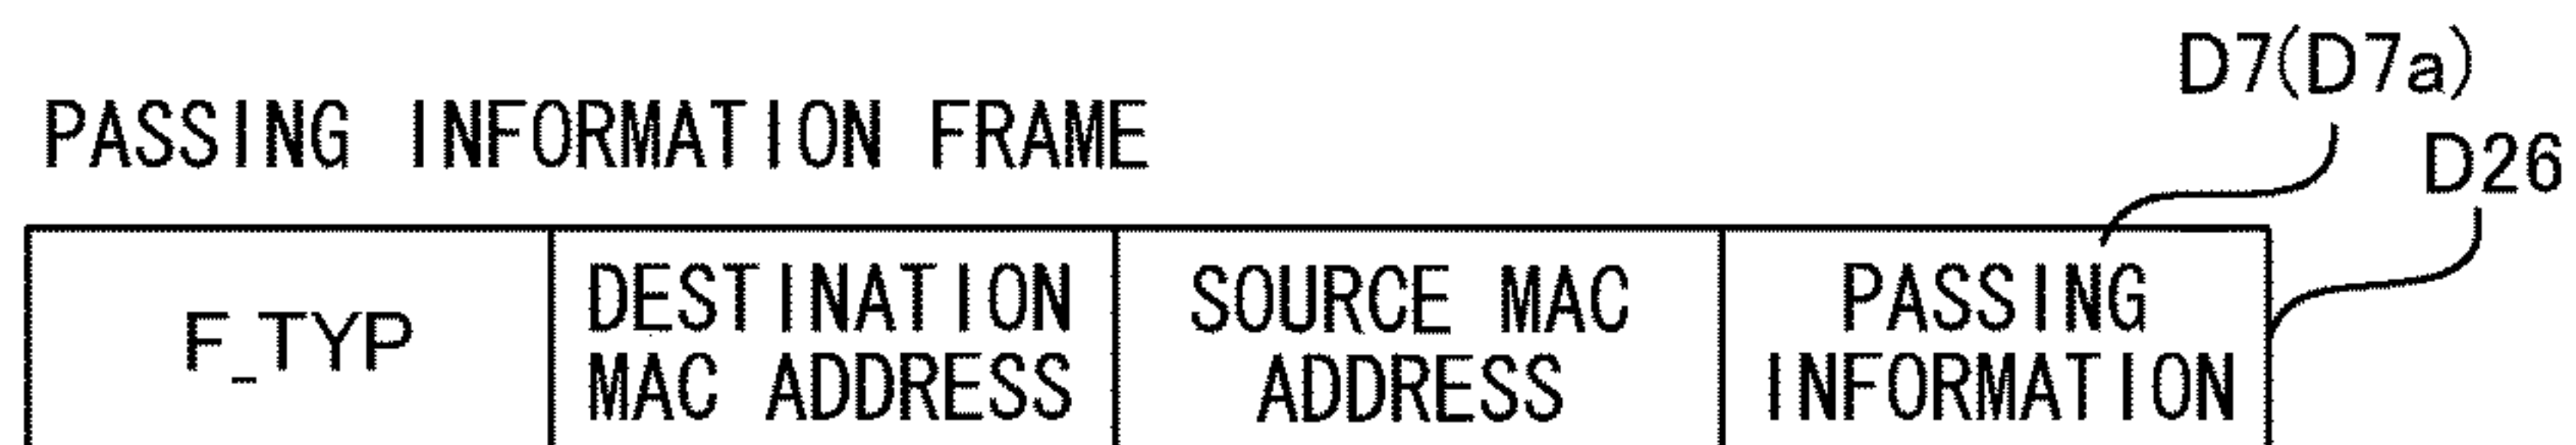 D7(D7a)
PASSING INFORMATION FRAME
D26
F_TYP
DESTINATION
MAC ADDRESS
SOURCE MAC
ADDRESS
PASSING
INFORMATION